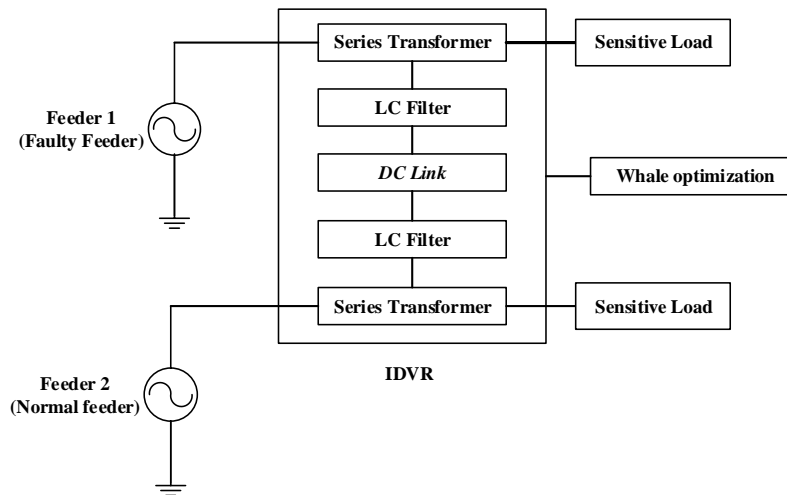 Series Transformer
Sensitive Load
LC Filter
Feeder 1
(Faulty Feeder)
DC Link
Whale optimization
LC Filter
Series Transformer
Sensitive Load
IDVR
Feeder 2
(Normal feeder)